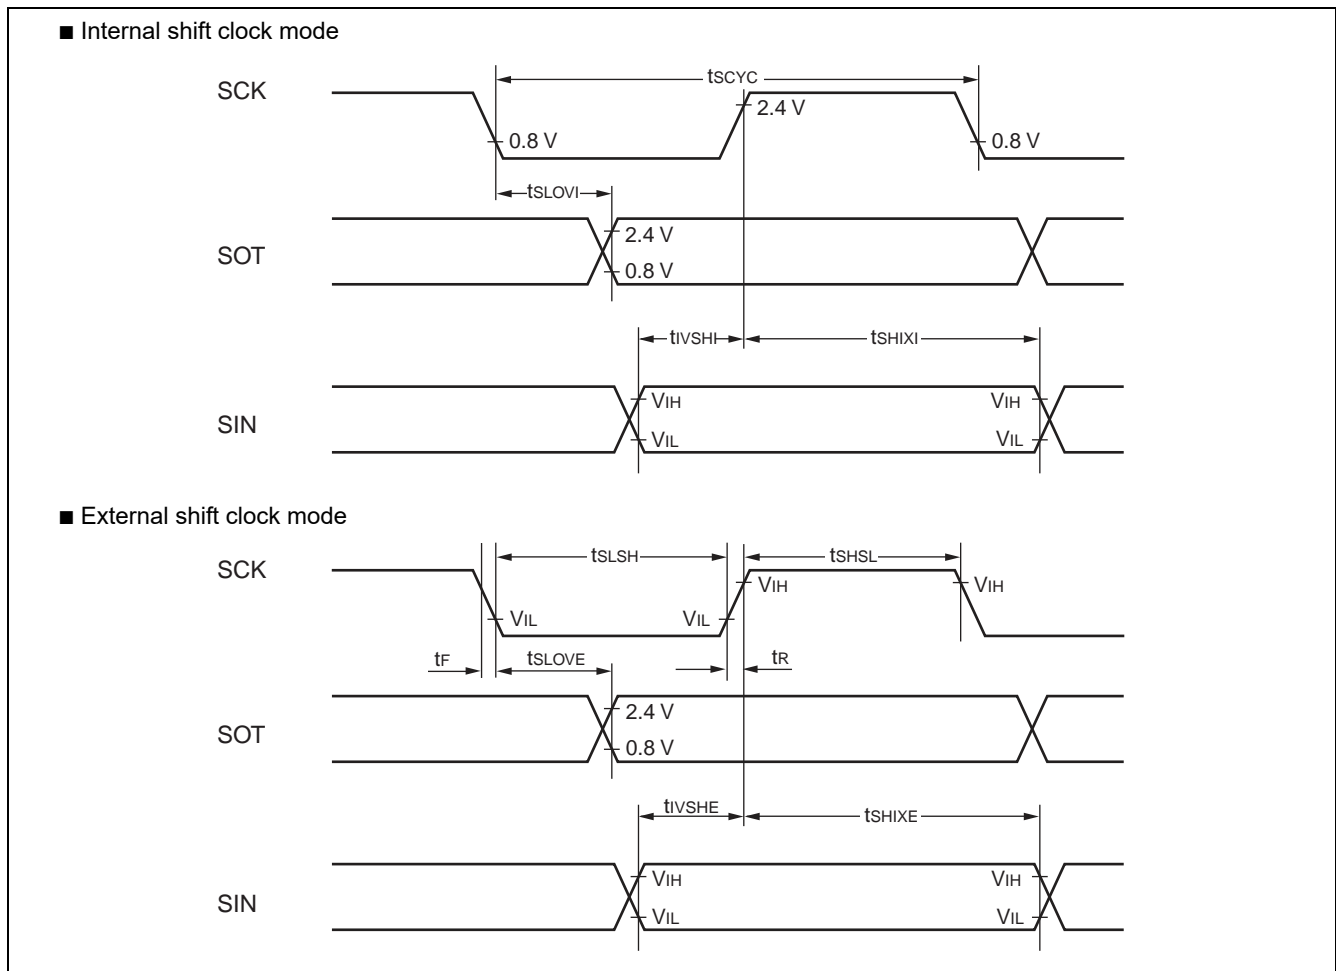 ■ Internal shift clock mode
tSCYC
SCK
2.4 V
0.8 V
0.8 V
tSLOVI
2.4 V
SOT
0.8 V
tIVSHI
tSHIXI
VIH
VIH
SIN
VIL
VIL
■ External shift clock mode
tSLSH
tSHSL
SCK
VIH
VIH
VIL
VIL
tF
tSLOVE
tR
2.4 V
SOT
0.8 V
tIVSHE
tSHIXE
VIH
VIH
SIN
VIL
VIL